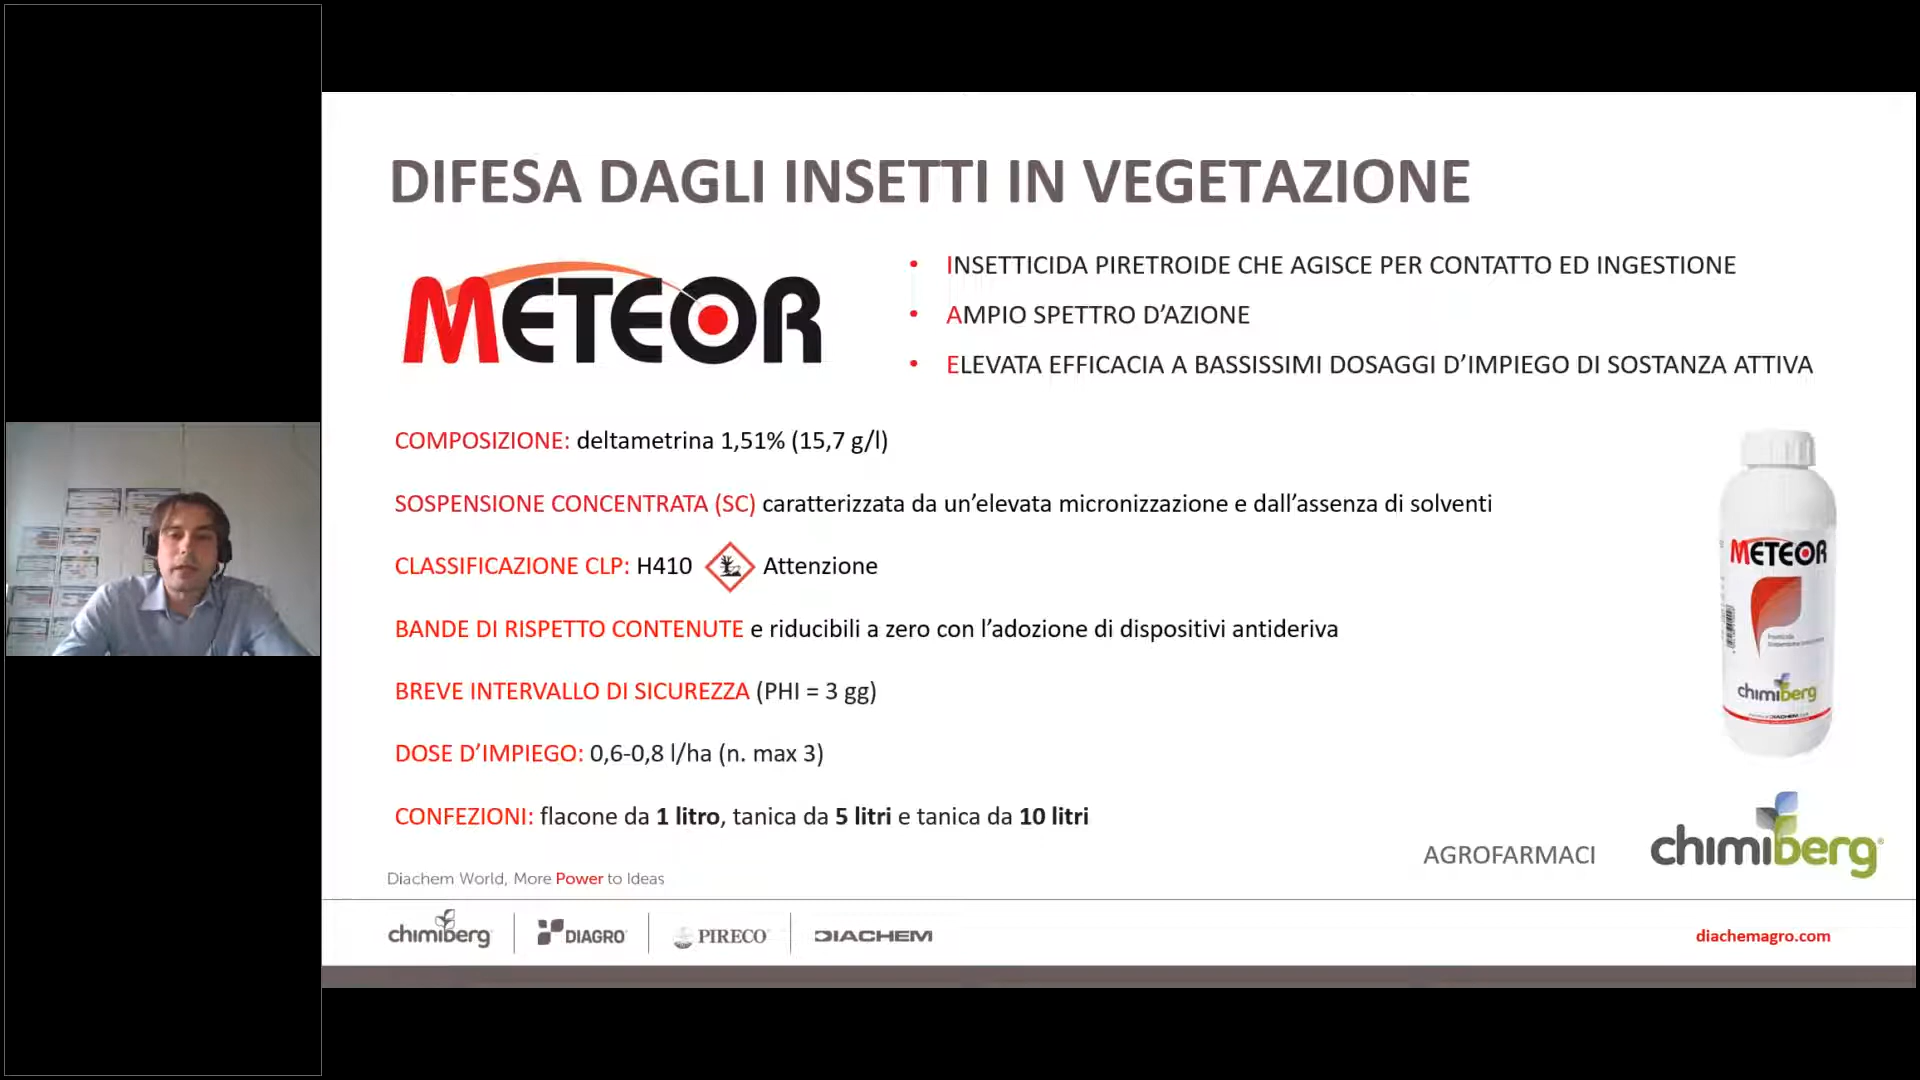 DIFESA DAGLI INSETTI IN VEGETAZIONE
METEOR
• INSETTICIDA PIRETROIDE CHE AGISCE PER CONTATTO ED INGESTIONE
• AMPIO SPETTRO D’AZIONE
• ELEVATA EFFICACIA A BASSISSIMI DOSAGGI D’IMPIEGO DI SOSTANZA ATTIVA
COMPOSIZIONE: deltametrina 1,51% (15,7 g/l)
SOSPENSIONE CONCENTRATA (SC) caratterizzata da un’elevata micronizzazione e dall’assenza di solventi
CLASSIFICAZIONE CLP: H410 Attenzione
BANDE DI RISPETTO CONTENUTE e riducibili a zero con l’adozione di dispositivi antideriva
BREVE INTERVALLO DI SICUREZZA (PHI = 3 gg)
DOSE D’IMPIEGO: 0,6-0,8 l/ha (n. max 3)
CONFEZIONI: flacone da 1 litro, tanica da 5 litri e tanica da 10 litri
METEOR
chimiberg
AGROFARMACI
chimiberg®
Diachem World, More Power to Ideas
chimiberg DIAGRO PIRECO DIACHEM
diachemagro.com